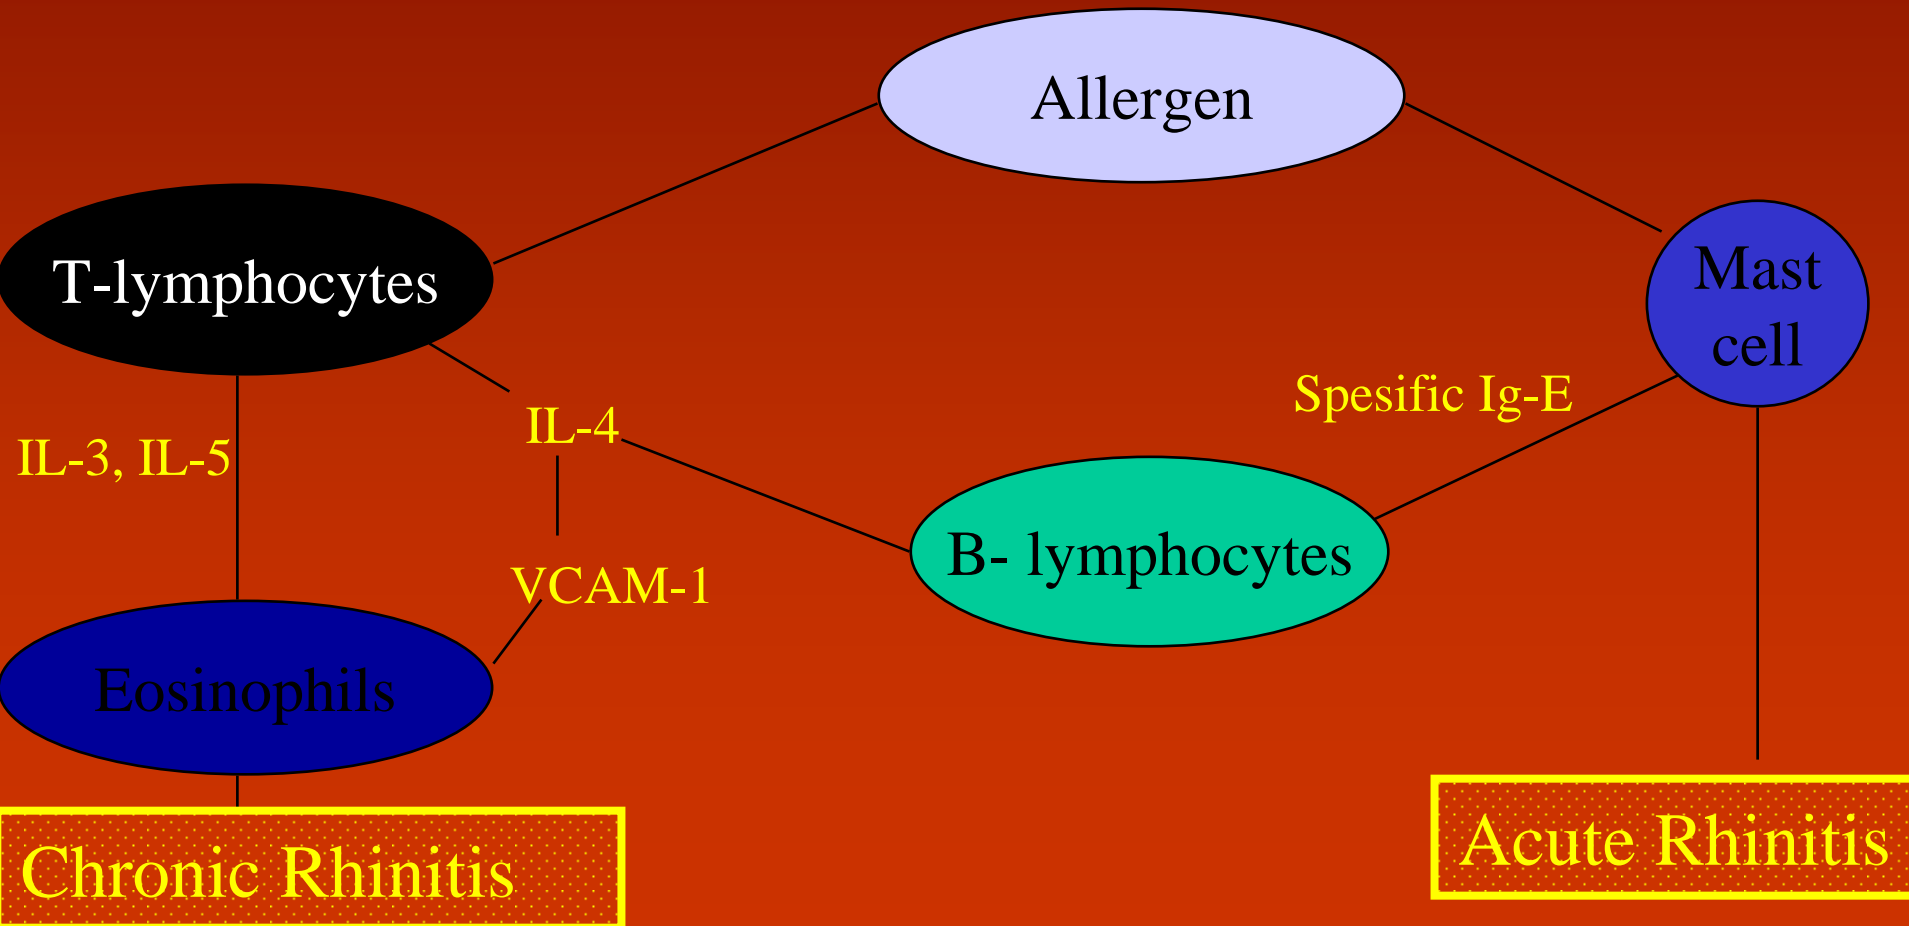 Allergen
T-lymphocytes
Mast
cell
IL-3, IL-5
IL-4
Spesific Ig-E
B- lymphocytes
VCAM-1
Eosinophils
Chronic Rhinitis
Acute Rhinitis